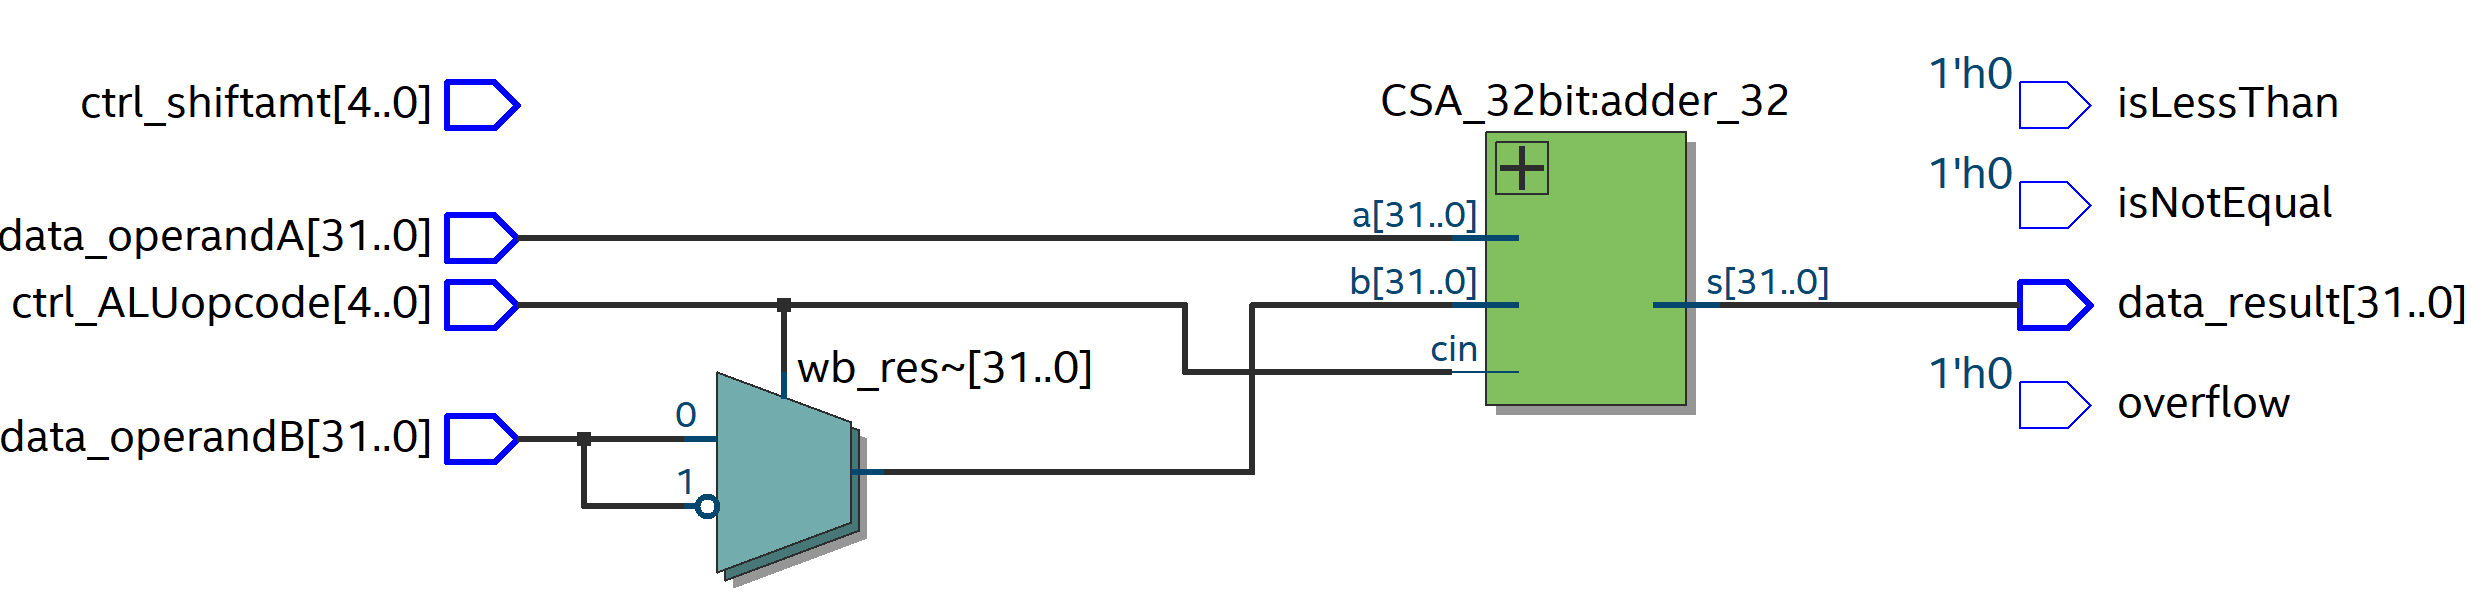 ctrl_shiftamt[4..0]
data_operandA[31..0]
ctrl_ALUopcode[4..0]
data_operandB[31..0]
wb_res~[31..0]
0
1
CSA_32bit:adder_32
a[31..0]
b[31..0]
cin
s[31..0]
1'h0
isLessThan
1'h0
isNotEqual
data_result[31..0]
1'h0
overflow